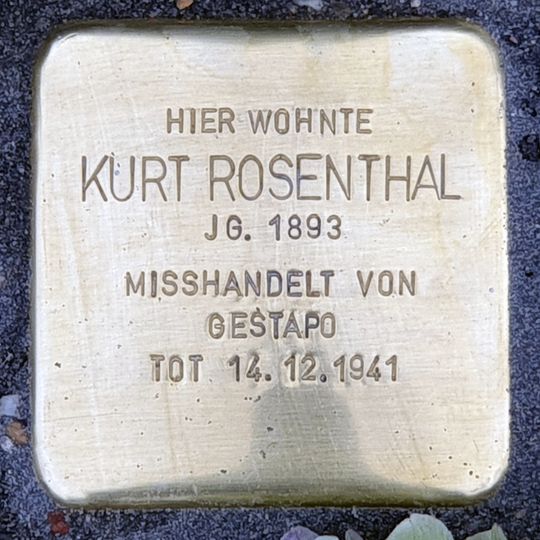 HIER WOHNTE
KURT ROSENTHAL
JG. 1893
MISSHANDELT VON
GESTAPO
TOT 14.12.1941